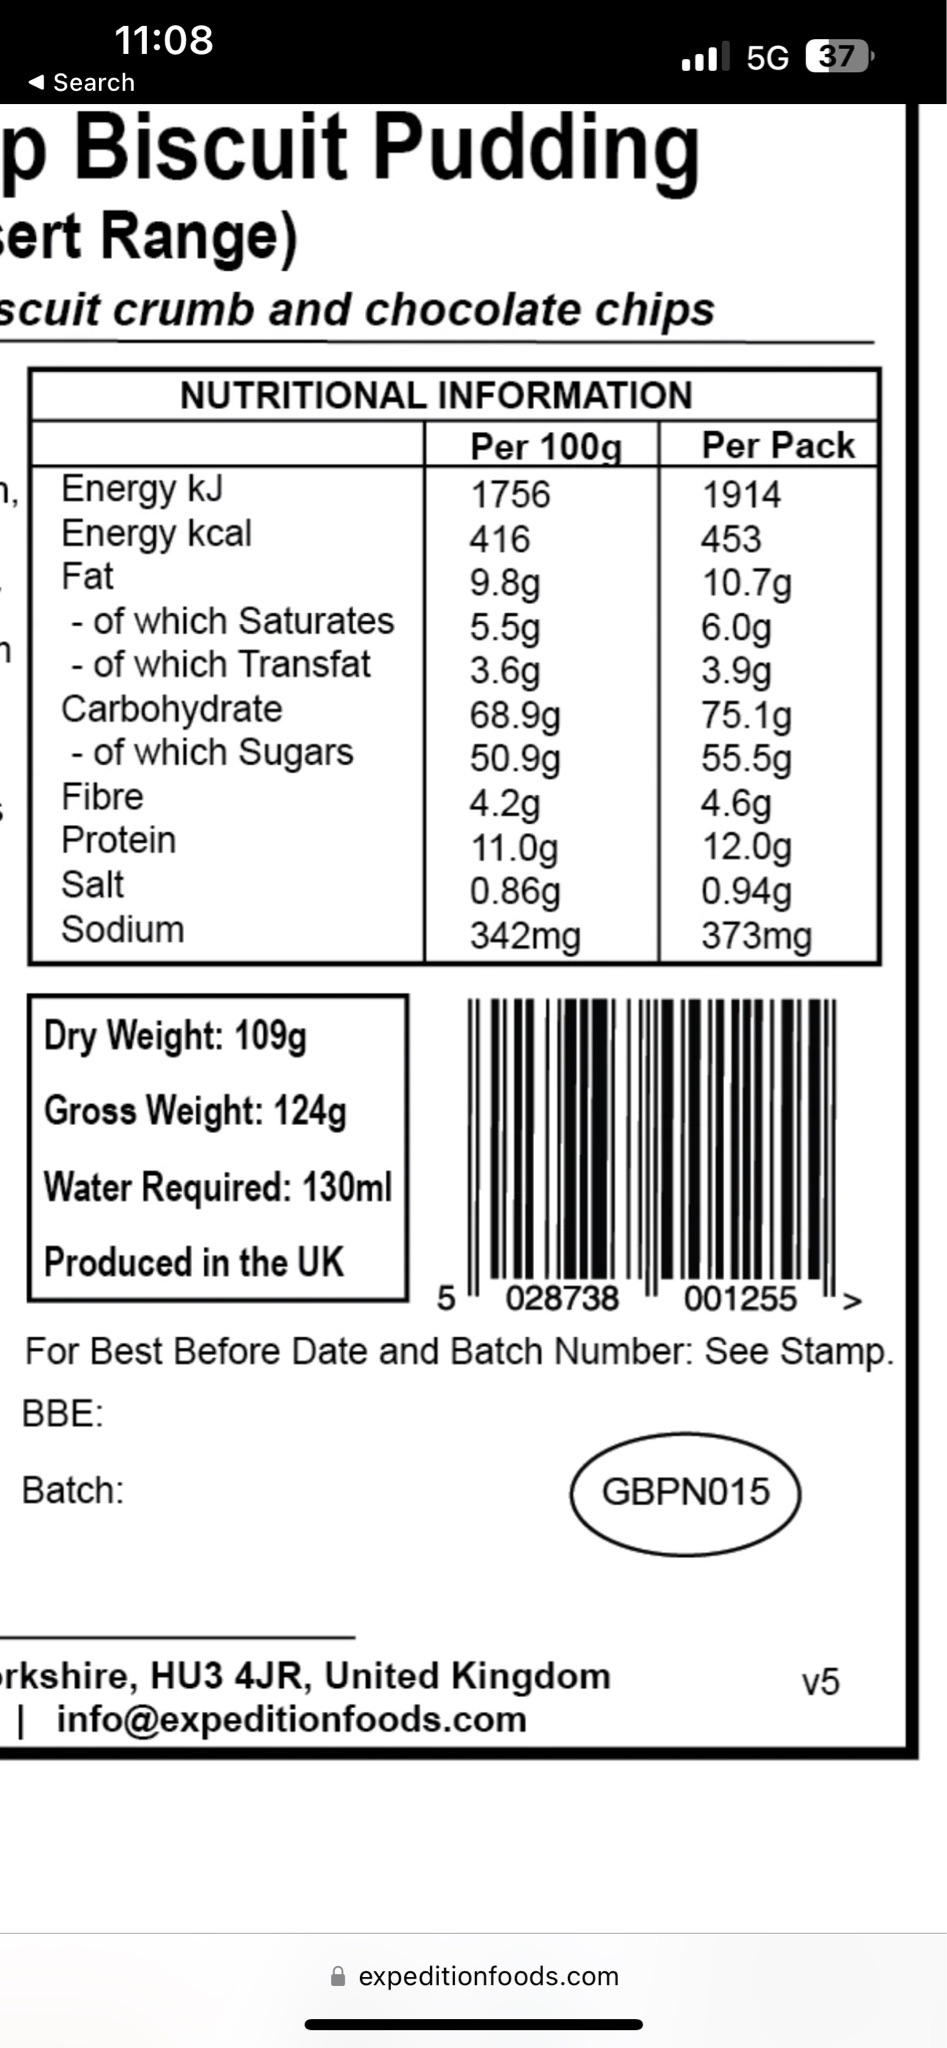 11:08
5G 37
◀ Search
p Biscuit Pudding
sert Range)
scuit crumb and chocolate chips
NUTRITIONAL INFORMATION
Per 100g Per Pack
Energy kJ 1756 1914
Energy kcal 416 453
Fat 9.8g 10.7g
- of which Saturates 5.5g 6.0g
- of which Transfat 3.6g 3.9g
Carbohydrate 68.9g 75.1g
- of which Sugars 50.9g 55.5g
Fibre 4.2g 4.6g
Protein 11.0g 12.0g
Salt 0.86g 0.94g
Sodium 342mg 373mg
Dry Weight: 109g
Gross Weight: 124g
Water Required: 130ml
Produced in the UK
5 028738 001255 >
For Best Before Date and Batch Number: See Stamp.
BBE:
Batch:
GBPN015
orkshire, HU3 4JR, United Kingdom
v5
| info@expeditionfoods.com
expeditionfoods.com